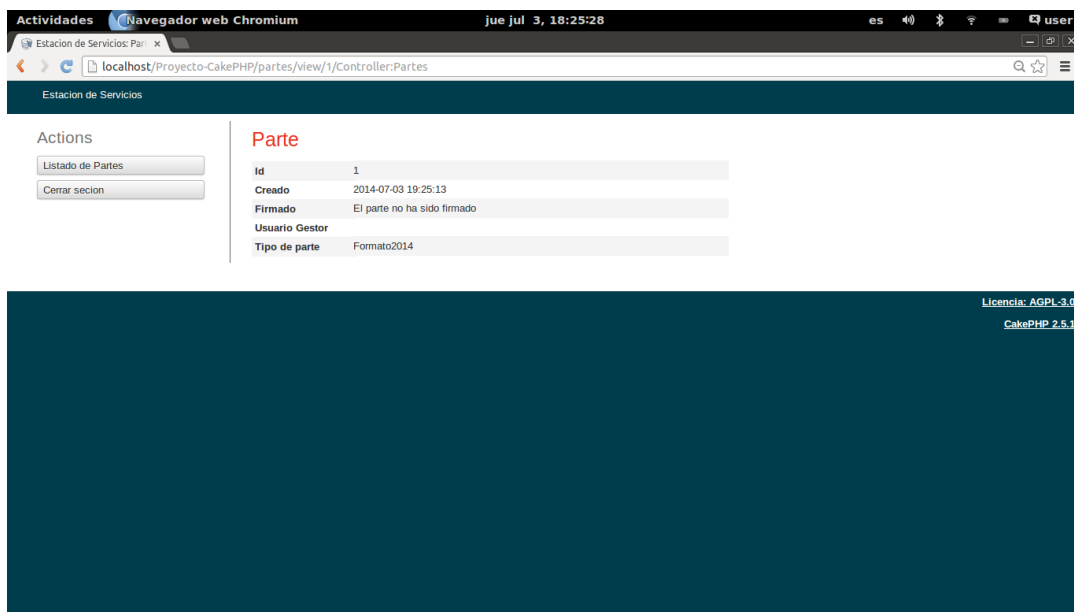 Actividades Navegador web Chromium jue jul 3, 18:25:28 es user
Estacion de Servicios: Par
localhost/Proyecto-CakePHP/partes/view/1/Controller:Partes
Estacion de Servicios
Actions
Listado de Partes
Cerrar secion
Parte
Id 1
Creado 2014-07-03 19:25:13
Firmado El parte no ha sido firmado
Usuario Gestor
Tipo de parte Formato2014
Licencia: AGPL-3.0
CakePHP 2.5.1